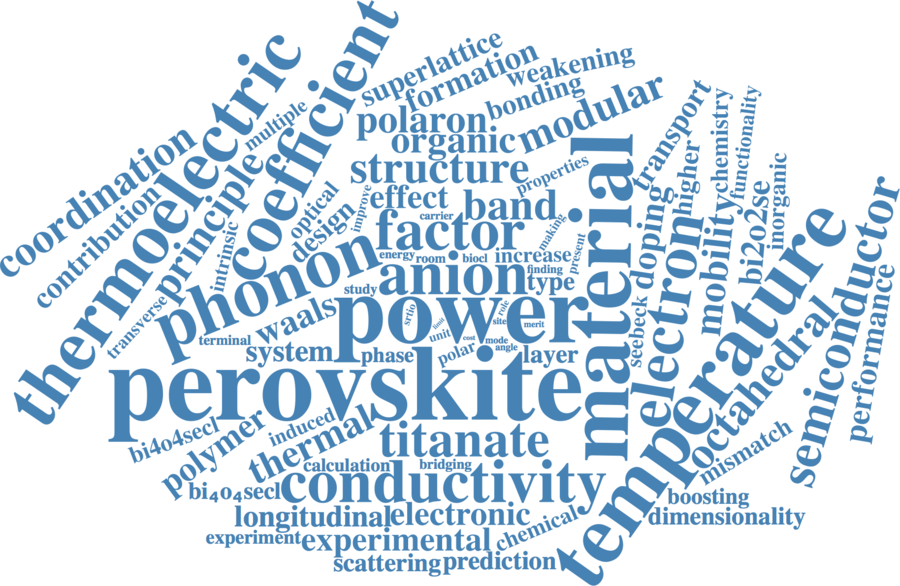 superlattice
formation
weakening
bonding
modular
polaron
organic
structure
effect
band
properties
factor
carrier
making
increase
anion
energy
room
biocl
finding
type
present
study
power
srtio
limit
role
site
merit
unit
cost
mode
angle
polar
phase
layer
thermoelectric
coefficient
multiple
coordination
contribution
principle
transverse
intrinsic
optical
design
improve
phonon
waals
terminal
system
perovskite
material
transport
chemistry
functionality
higher
doping
electron
mobility
bi2o2se
inorganic
seebeck
temperature
octahedral
semiconductor
performance
mismatch
boosting
dimensionality
bi4o4secl
polymer
induced
thermal
titanate
calculation
bridging
bi₄o₄secl
conductivity
longitudinal
electronic
experiment
experimental
chemical
scattering
prediction